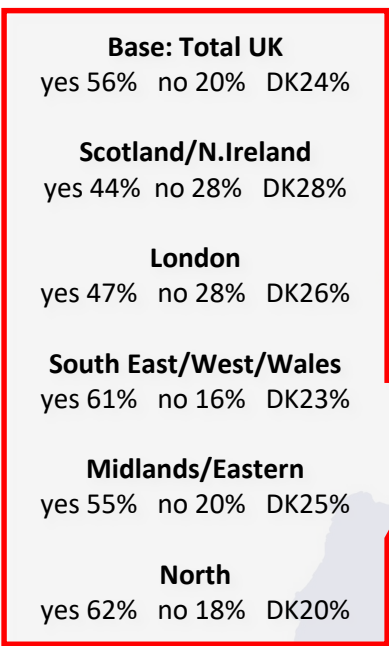 Base: Total UK
yes 56% no 20% DK24%
Scotland/N.Ireland
yes 44% no 28% DK28%
London
yes 47% no 28% DK26%
South East/West/Wales
yes 61% no 16% DK23%
Midlands/Eastern
yes 55% no 20% DK25%
North
yes 62% no 18% DK20%